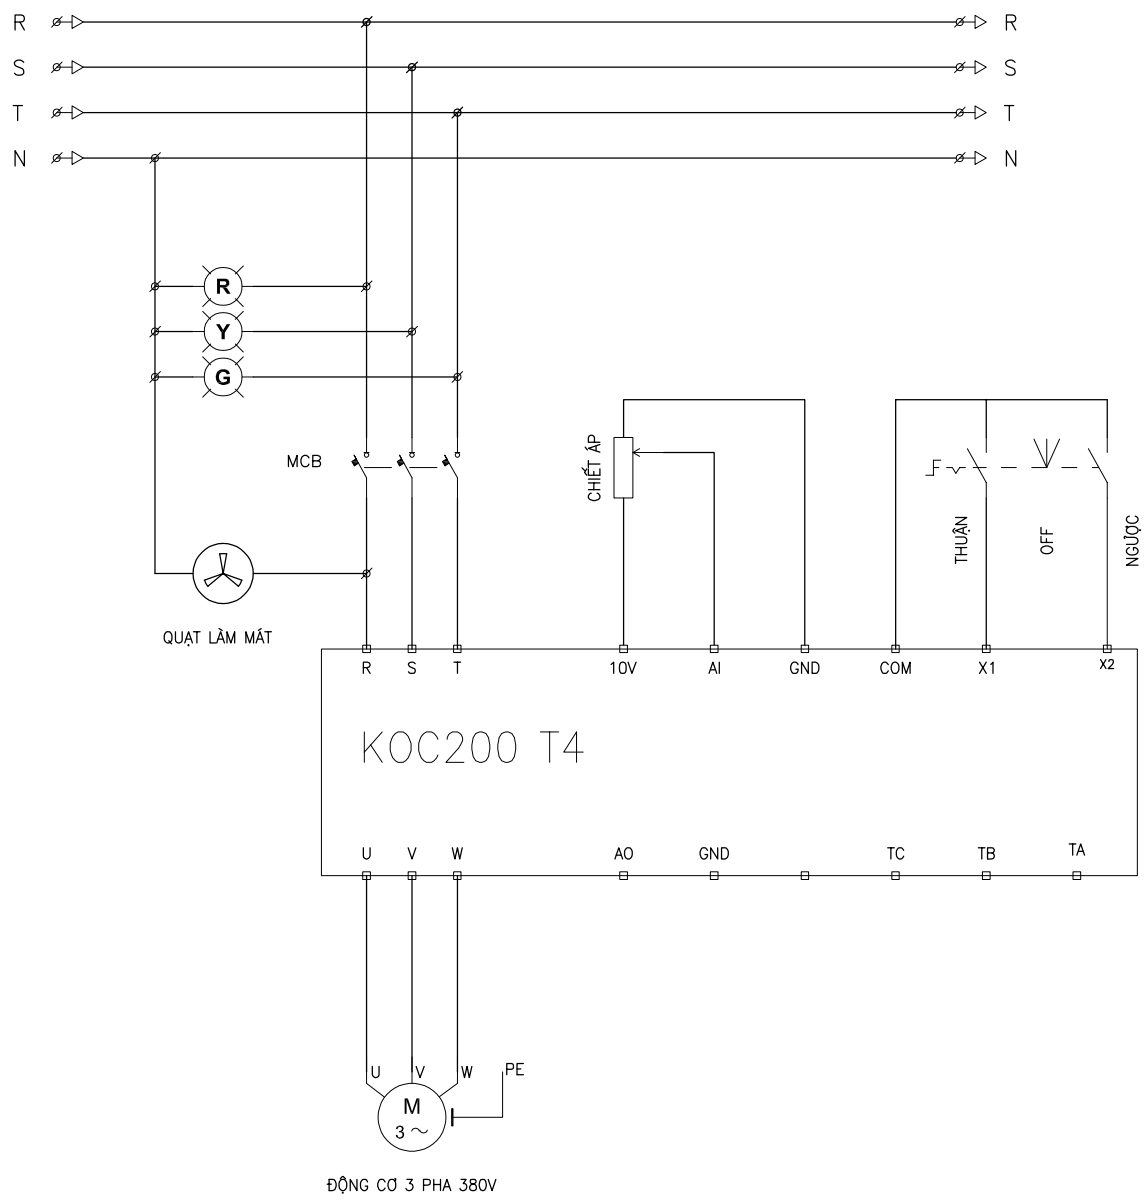 R R
S S
T T
N N
R
Y
G
MCB
CHIẾT ÁP
THUẬN
OFF
NGƯỢC
QUẠT LÀM MÁT
R S T 10V AI GND COM X1 X2
KOC200 T4
U V W AO GND TC TB TA
U V W PE
M
3 ~
ĐỘNG CƠ 3 PHA 380V